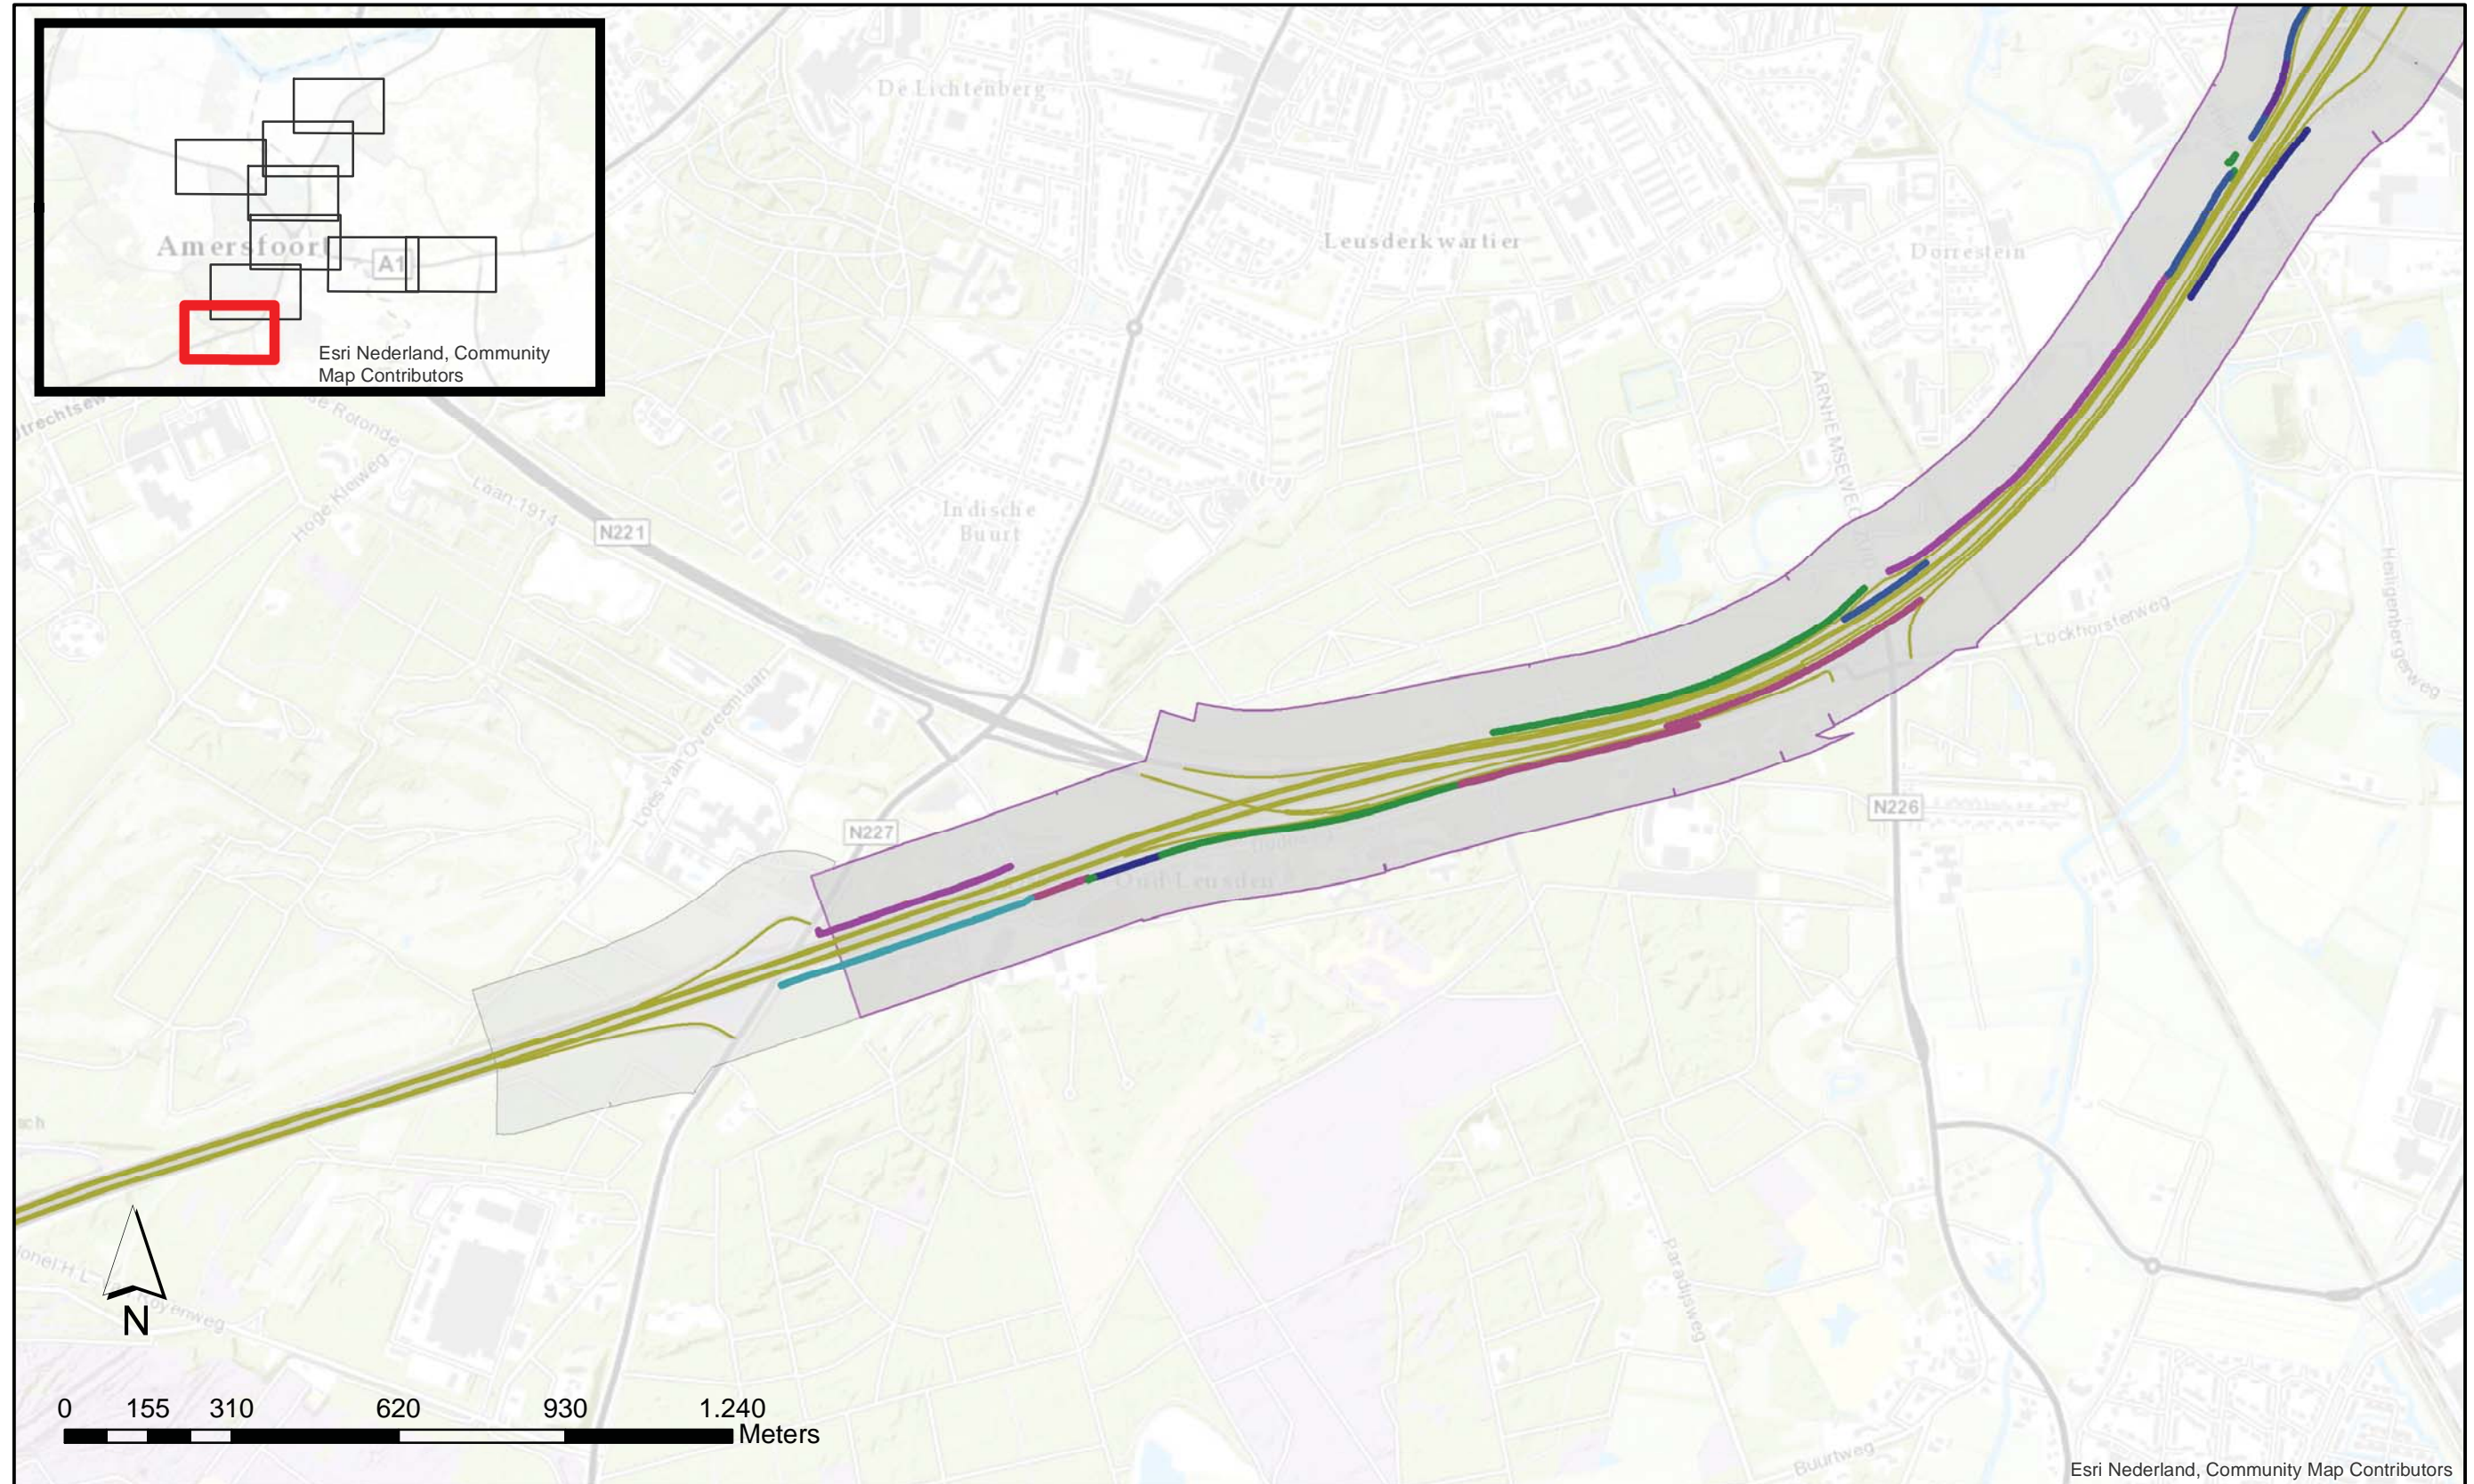 Amersfoort
A1
Esri Nederland, Community
Map Contributors
De Lichtenberg
Leusderkwartier
Dorrestein
de Rotonde
Hoge Kleiweg
Laan 1914
N221
Indische
Buurt
ARNHEMSEWEG
Lockhorsterweg
Heiligenbergerweg
Loes van Overeemlaan
N227
N226
Oud-Leusden
Paradijsweg
Buurtweg
N
0 155 310 620 930 1.240
Meters
Esri Nederland, Community Map Contributors